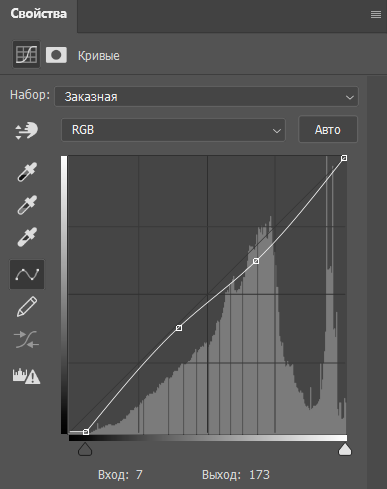 Свойства
Кривые
Набор: Заказная
RGB Авто
Вход: 7 Выход: 173